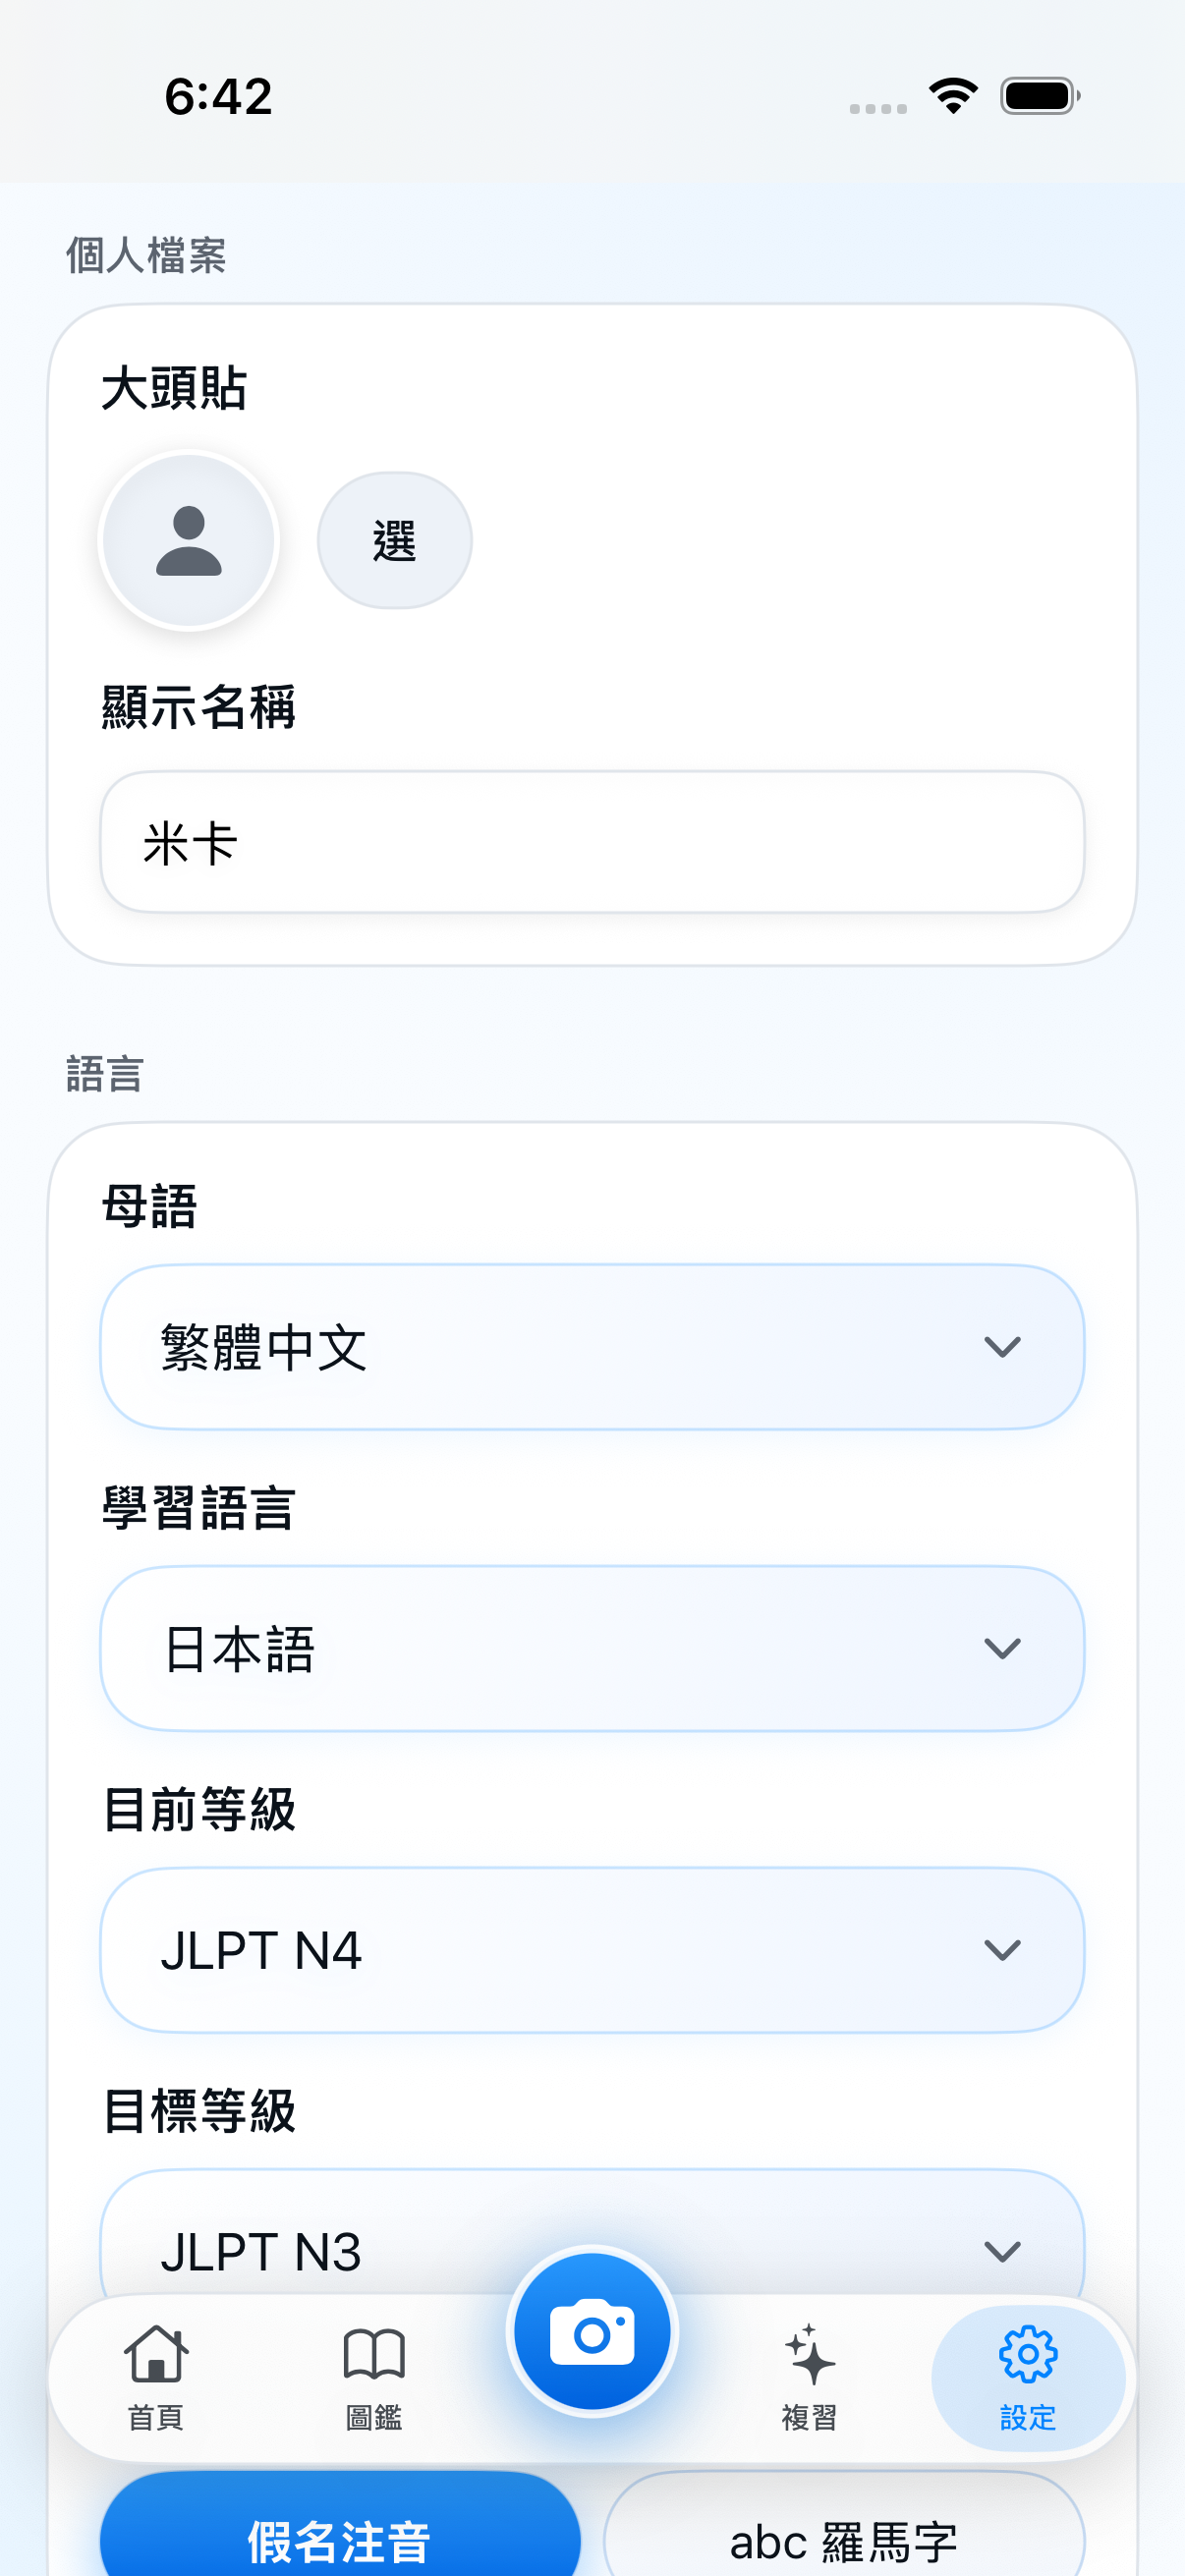 6:42
個人檔案
大頭貼
選
顯示名稱
米卡
語言
母語
繁體中文
學習語言
日本語
目前等級
JLPT N4
目標等級
JLPT N3
首頁
圖鑑
複習
設定
假名注音
abc 羅馬字